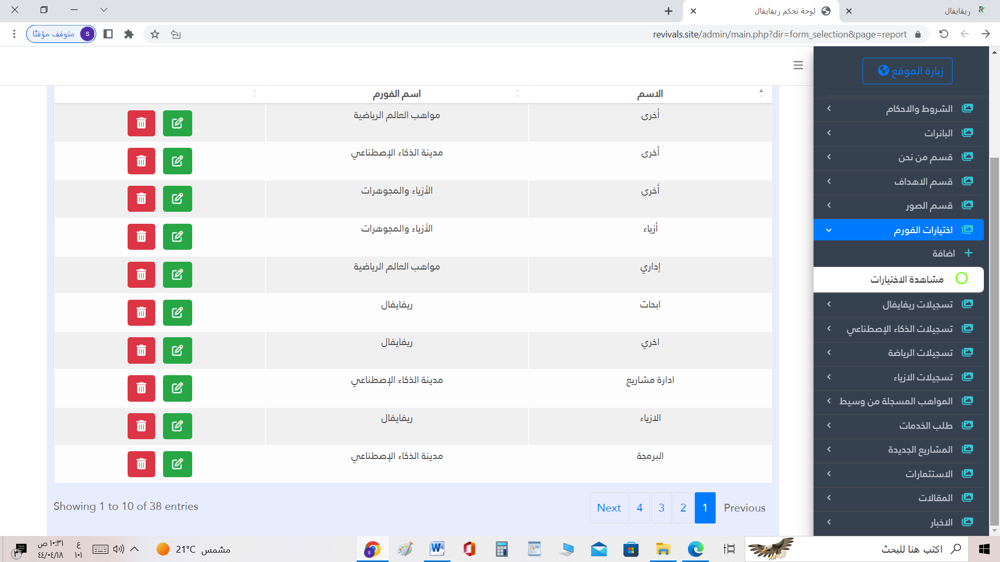 ريفايفال
لوحة تحكم ريفايفال
revivals.site/admin/main.php?dir=form_selection&page=report
متوقف مؤقتًا
s
زيارة الموقع
الشروط والاحكام
البانرات
قسم من نحن
قسم الاهداف
قسم الصور
اختيارات الفورم
اضافة
مشاهدة الاختيارات
تسجيلات ريفايفال
تسجيلات الذكاء الإصطناعي
تسجيلات الرياضة
تسجيلات الازياء
المواهب المسجلة من وسيط
طلب الخدمات
المشاريع الجديدة
الاستثمارات
المقالات
الاخبار
الاسم اسم الفورم
أخرى مواهب العالم الرياضية
أخرى مدينة الذكاء الإصطناعي
أخرى الأزياء والمجوهرات
أزياء الأزياء والمجوهرات
إداري مواهب العالم الرياضية
ابحاث ريفايفال
اخري ريفايفال
ادارة مشاريع مدينة الذكاء الإصطناعي
الازياء ريفايفال
البرمجة مدينة الذكاء الإصطناعي
Previous 1 2 3 4 Next
Showing 1 to 10 of 38 entries
اكتب هنا للبحث
مشمس 21°C
ع
١٠١
١٠:٣١ ص
٤٤/٠٤/١٨
٣